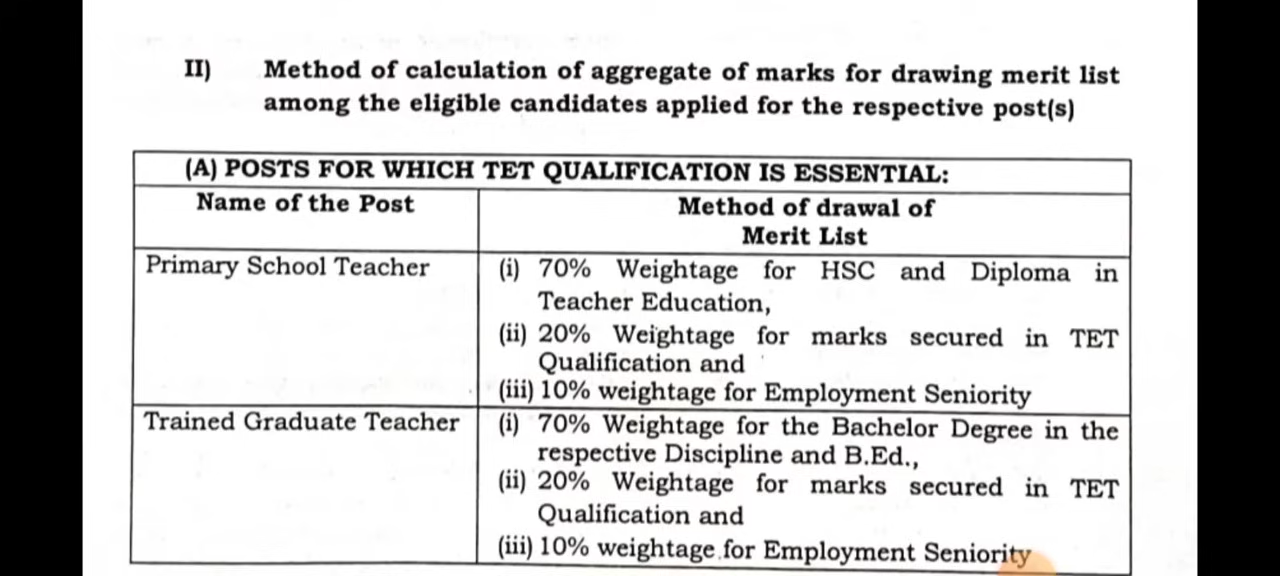 II) Method of calculation of aggregate of marks for drawing merit list
among the eligible candidates applied for the respective post(s)
(A) POSTS FOR WHICH TET QUALIFICATION IS ESSENTIAL:
Name of the Post
Method of drawal of
Merit List
Primary School Teacher
(i) 70% Weightage for HSC and Diploma in
Teacher Education,
(ii) 20% Weightage for marks secured in TET
Qualification and
(iii) 10% weightage for Employment Seniority
Trained Graduate Teacher
(i) 70% Weightage for the Bachelor Degree in the
respective Discipline and B.Ed.,
(ii) 20% Weightage for marks secured in TET
Qualification and
(iii) 10% weightage for Employment Seniority